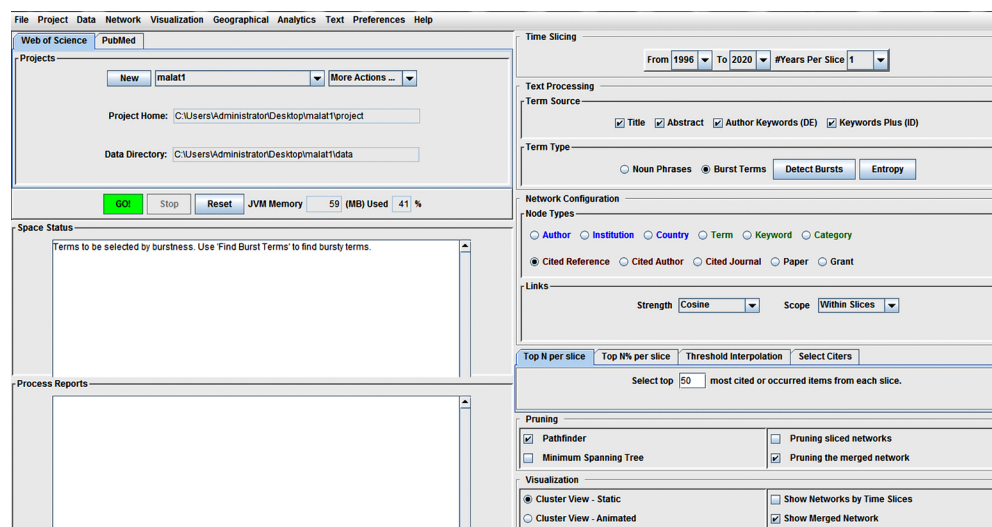 File Project Data Network Visualization Geographical Analytics Text Preferences Help
Web of Science PubMed
Projects
New malat1 More Actions ...
Project Home: C:\Users\Administrator\Desktop\malat1\project
Data Directory: C:\Users\Administrator\Desktop\malat1\data
GO! Stop Reset JVM Memory 59 (MB) Used 41 %
Space Status
Terms to be selected by burstness. Use 'Find Burst Terms' to find bursty terms.
Process Reports
Time Slicing
From 1996 To 2020 #Years Per Slice 1
Text Processing
Term Source
Title Abstract Author Keywords (DE) Keywords Plus (ID)
Term Type
Noun Phrases Burst Terms Detect Bursts Entropy
Network Configuration
Node Types
Author Institution Country Term Keyword Category
Cited Reference Cited Author Cited Journal Paper Grant
Links
Strength Cosine Scope Within Slices
Top N per slice Top N% per slice Threshold Interpolation Select Citers
Select top 50 most cited or occurred items from each slice.
Pruning
Pathfinder Pruning sliced networks
Minimum Spanning Tree Pruning the merged network
Visualization
Cluster View - Static Show Networks by Time Slices
Cluster View - Animated Show Merged Network